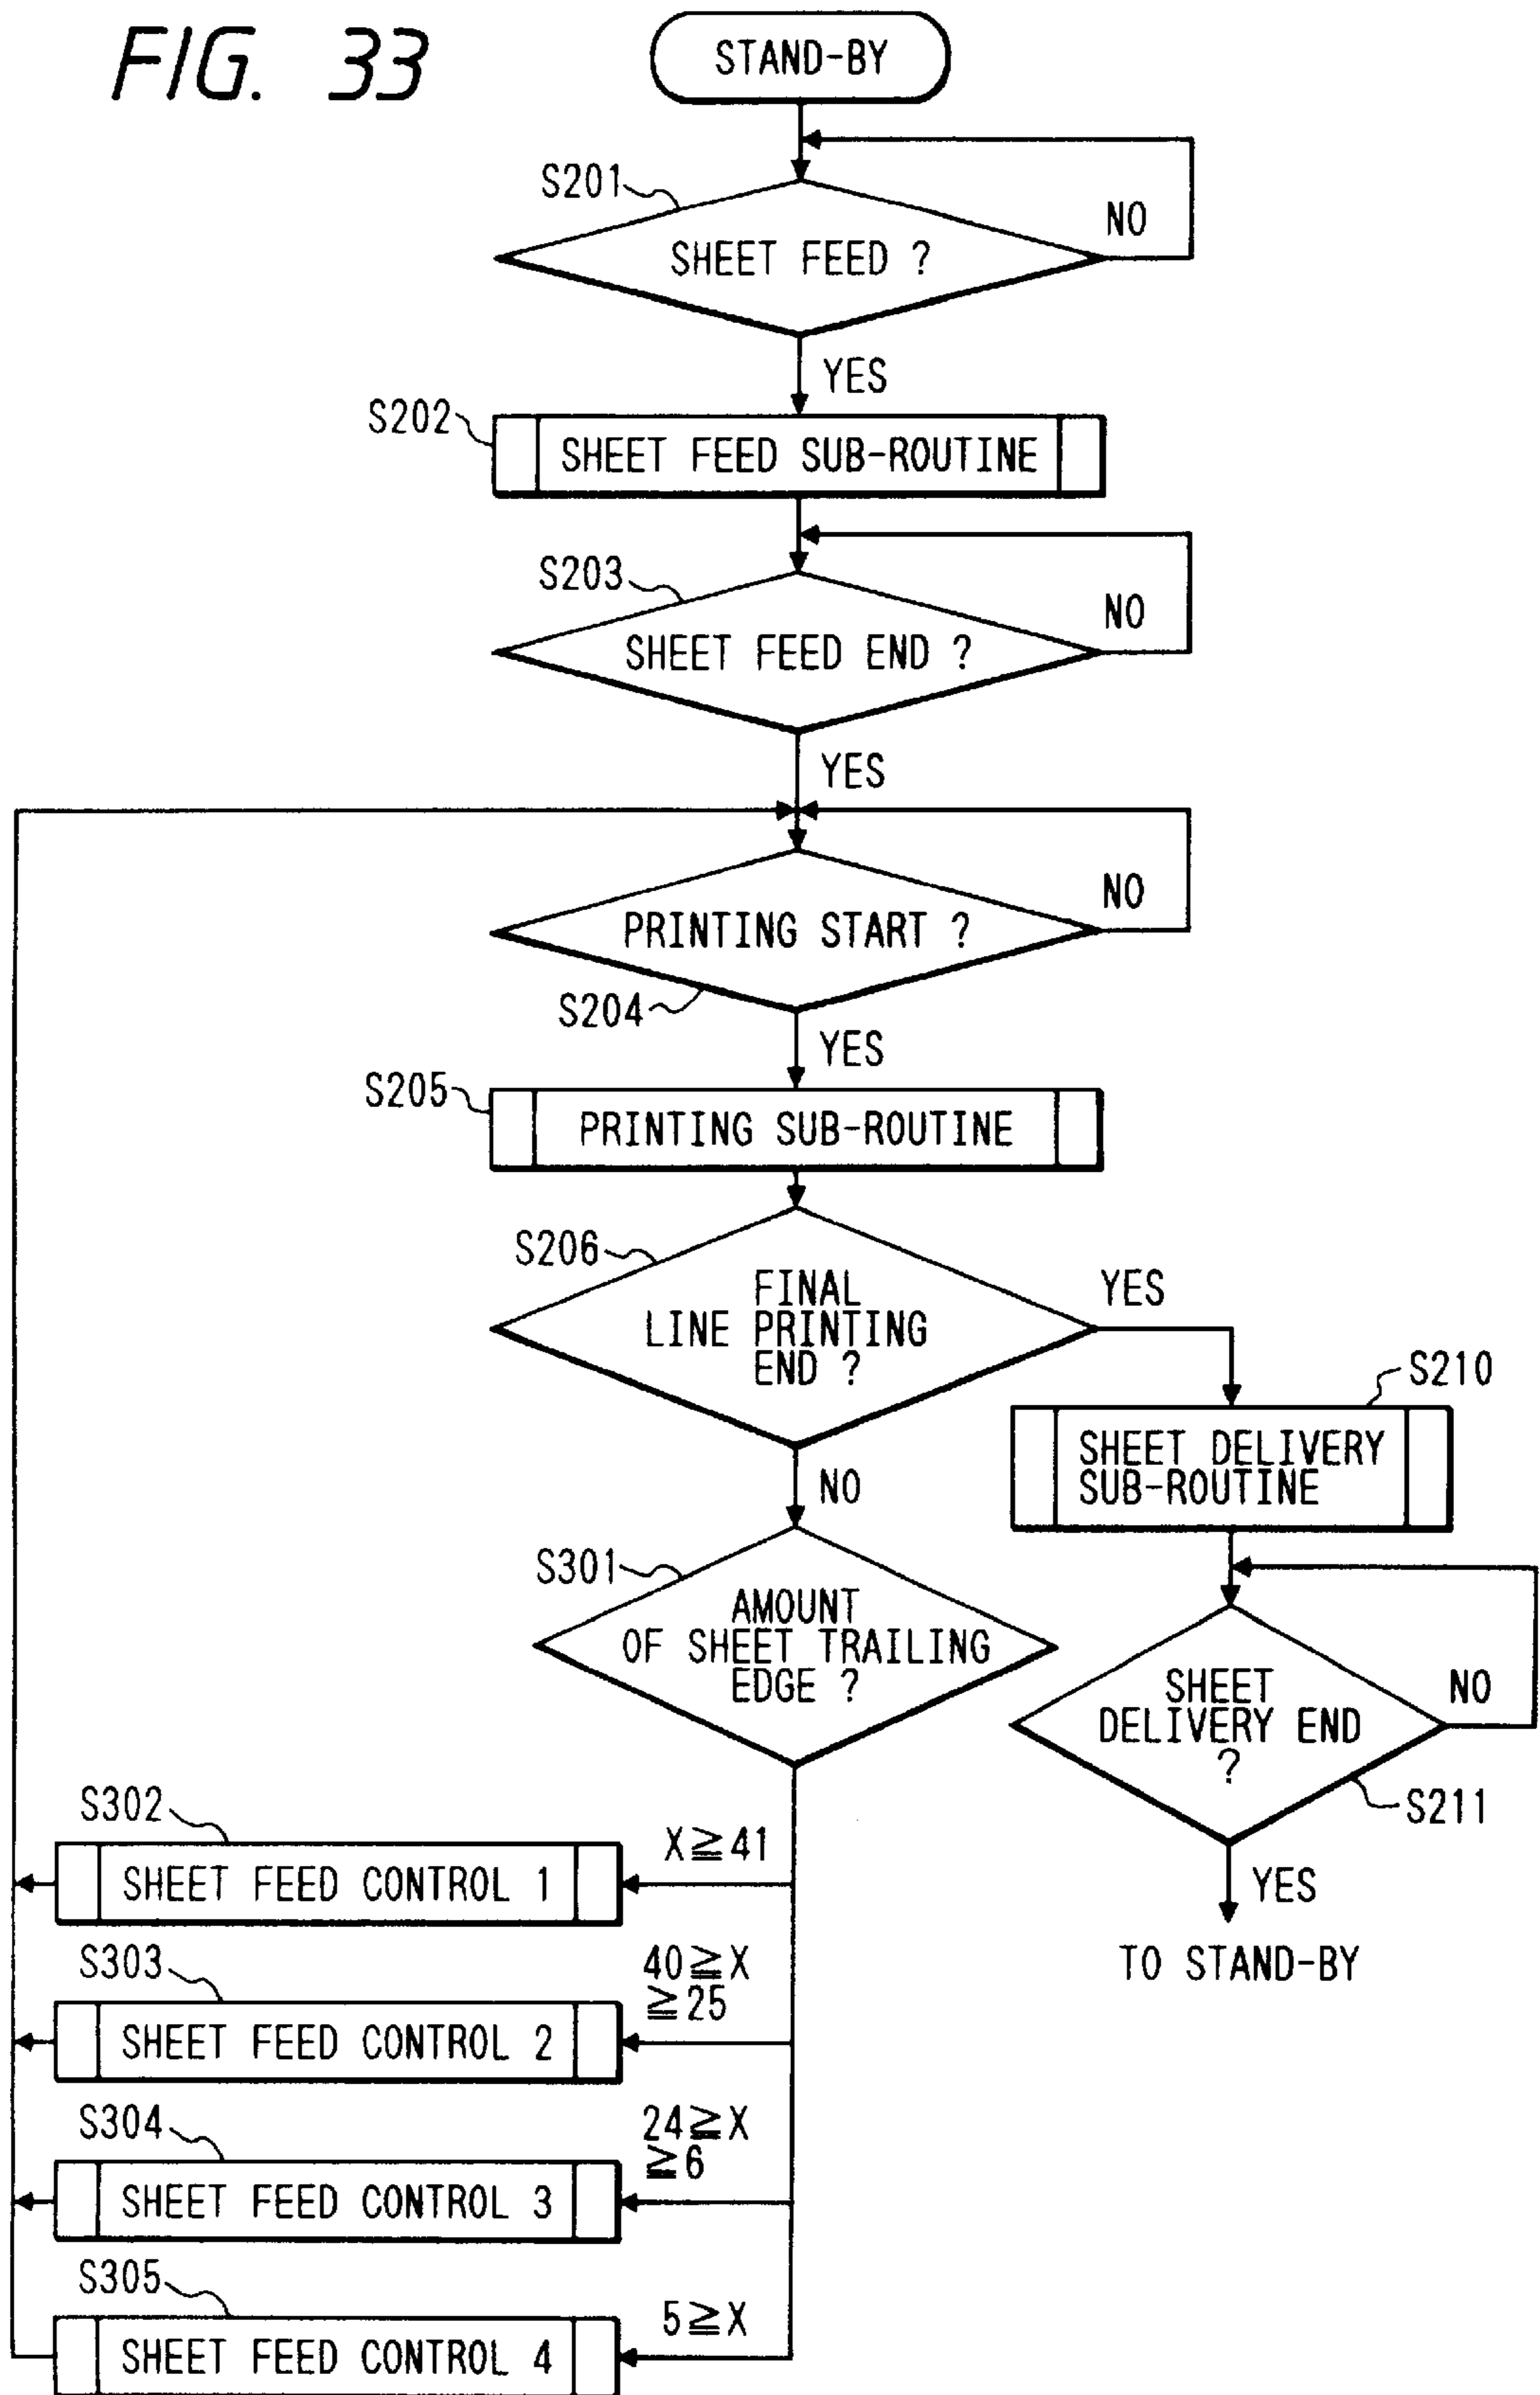 FIG. 33
STAND-BY
S201
SHEET FEED ?
NO
YES
S202
SHEET FEED SUB-ROUTINE
S203
SHEET FEED END ?
NO
YES
PRINTING START ?
NO
S204
YES
S205
PRINTING SUB-ROUTINE
S206
FINAL
LINE PRINTING
END ?
YES
NO
S210
SHEET DELIVERY
SUB-ROUTINE
S301
AMOUNT
OF SHEET TRAILING
EDGE ?
SHEET
DELIVERY END
?
NO
S211
YES
TO STAND-BY
S302
X≧41
SHEET FEED CONTROL 1
S303
40≧X
≧25
SHEET FEED CONTROL 2
S304
24≧X
≧6
SHEET FEED CONTROL 3
S305
5≧X
SHEET FEED CONTROL 4